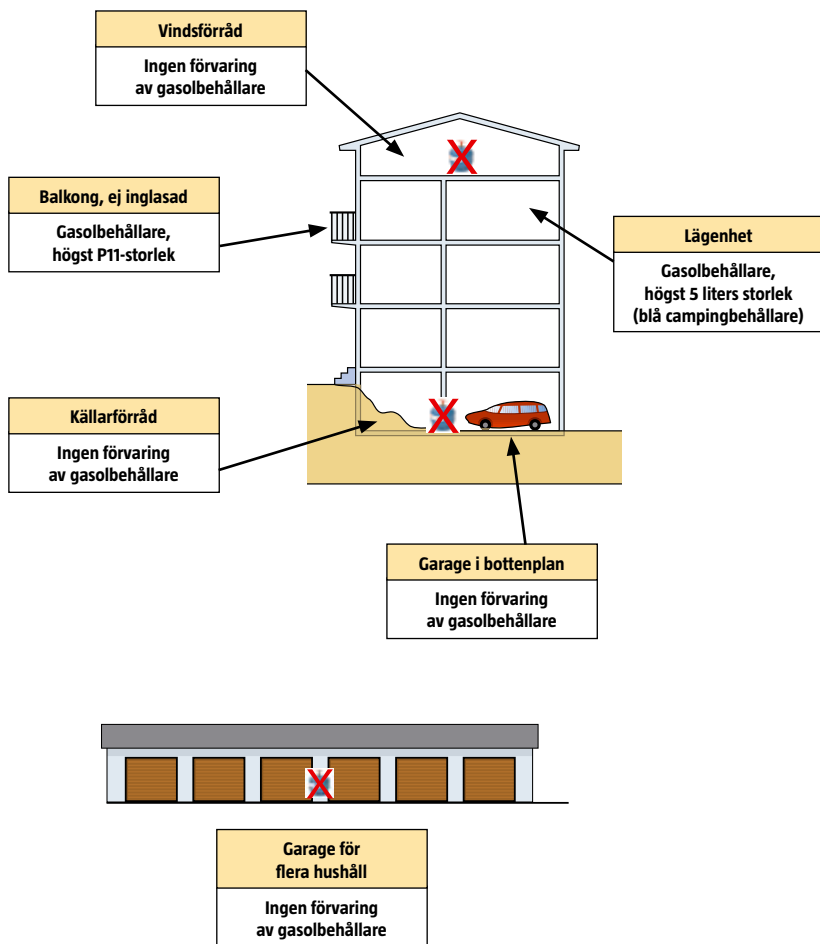 Vindsförråd
Ingen förvaring
av gasolbehållare
Balkong, ej inglasad
Gasolbehållare,
högst P11-storlek
Lägenhet
Gasolbehållare,
högst 5 liters storlek
(blå campingbehållare)
Källarförråd
Ingen förvaring
av gasolbehållare
Garage i bottenplan
Ingen förvaring
av gasolbehållare
Garage för
flera hushåll
Ingen förvaring
av gasolbehållare